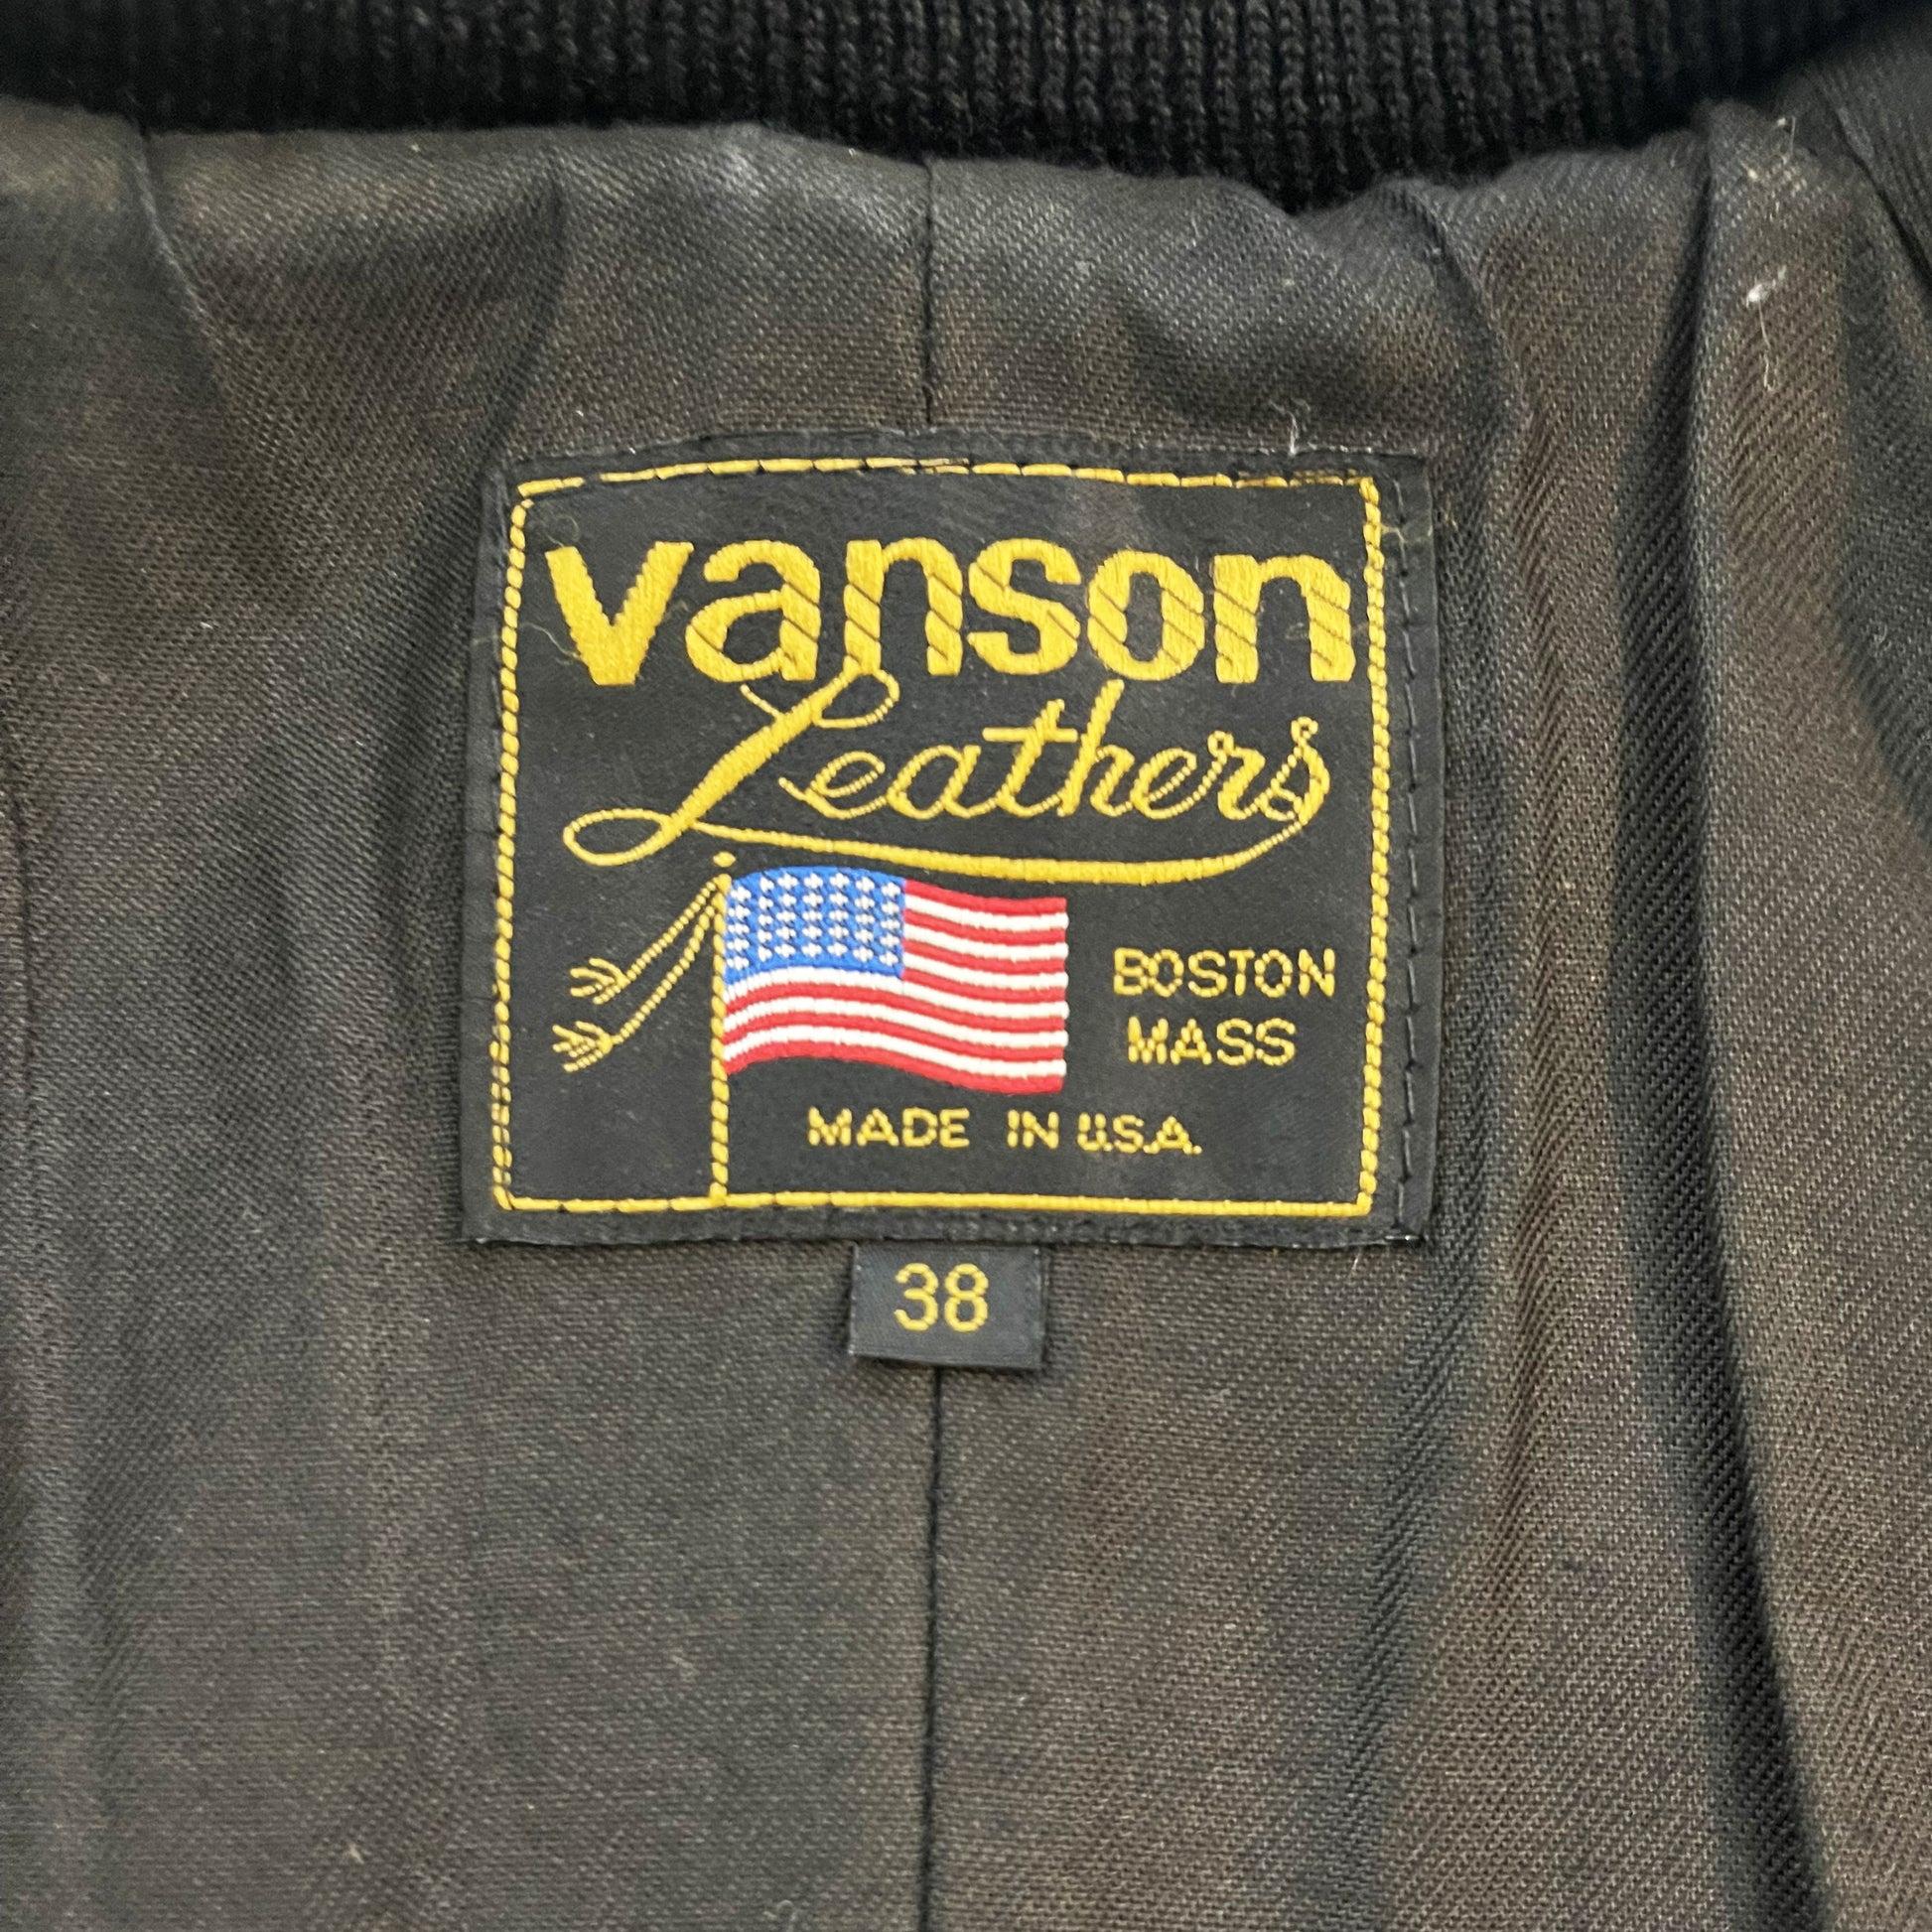 vanson
Leathers
BOSTON
MASS
MADE IN U.S.A.
38